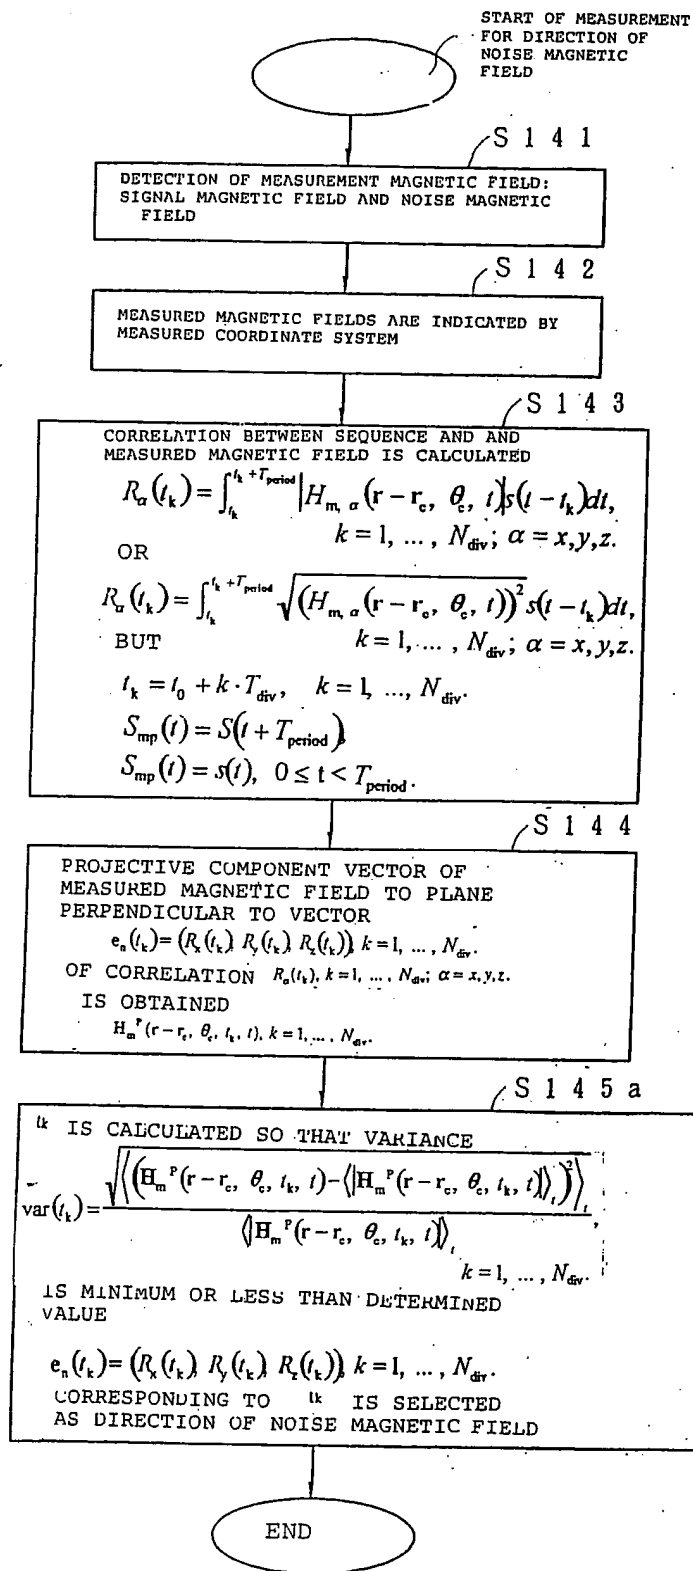 START OF MEASUREMENT
FOR DIRECTION OF
NOISE MAGNETIC
FIELD
S 1 4 1
DETECTION OF MEASUREMENT MAGNETIC FIELD:
SIGNAL MAGNETIC FIELD AND NOISE MAGNETIC
FIELD
S 1 4 2
MEASURED MAGNETIC FIELDS ARE INDICATED BY
MEASURED COORDINATE SYSTEM
S 1 4 3
CORRELATION BETWEEN SEQUENCE AND AND
MEASURED MAGNETIC FIELD IS CALCULATED
R_α(t_k) = ∫_{t_k}^{t_k + T_period} |H_{m, α}(r − r_c, θ_c, t)| s(t − t_k)dt,
k = 1, ... , N_div ; α = x,y,z.
OR
R_α(t_k) = ∫_{t_k}^{t_k + T_period} √((H_{m, α}(r − r_c, θ_c, t))²) s(t − t_k)dt,
BUT k = 1, ... , N_div ; α = x,y,z.
t_k = t_0 + k · T_div, k = 1, ..., N_div.
S_mp(t) = S(t + T_period),
S_mp(t) = s(t), 0 ≤ t < T_period.
S 1 4 4
PROJECTIVE COMPONENT VECTOR OF
MEASURED MAGNETIC FIELD TO PLANE
PERPENDICULAR TO VECTOR
e_n(t_k) = (R_x(t_k), R_y(t_k), R_z(t_k)), k = 1, ... , N_div.
OF CORRELATION R_α(t_k), k = 1, ... , N_div; α = x,y,z.
IS OBTAINED
H_m^P(r − r_c, θ_c, t_k, t), k = 1, ... , N_div.
S 1 4 5 a
tk IS CALCULATED SO THAT VARIANCE
var(t_k) = √⟨(H_m^P(r − r_c, θ_c, t_k, t) − ⟨|H_m^P(r − r_c, θ_c, t_k, t)|⟩_t)²⟩_t / ⟨|H_m^P(r − r_c, θ_c, t_k, t)|⟩_t ,
k = 1, ... , N_div.
IS MINIMUM OR LESS THAN DETERMINED
VALUE
e_n(t_k) = (R_x(t_k), R_y(t_k), R_z(t_k)), k = 1, ... , N_div.
CORRESPONDING TO tk IS SELECTED
AS DIRECTION OF NOISE MAGNETIC FIELD
END